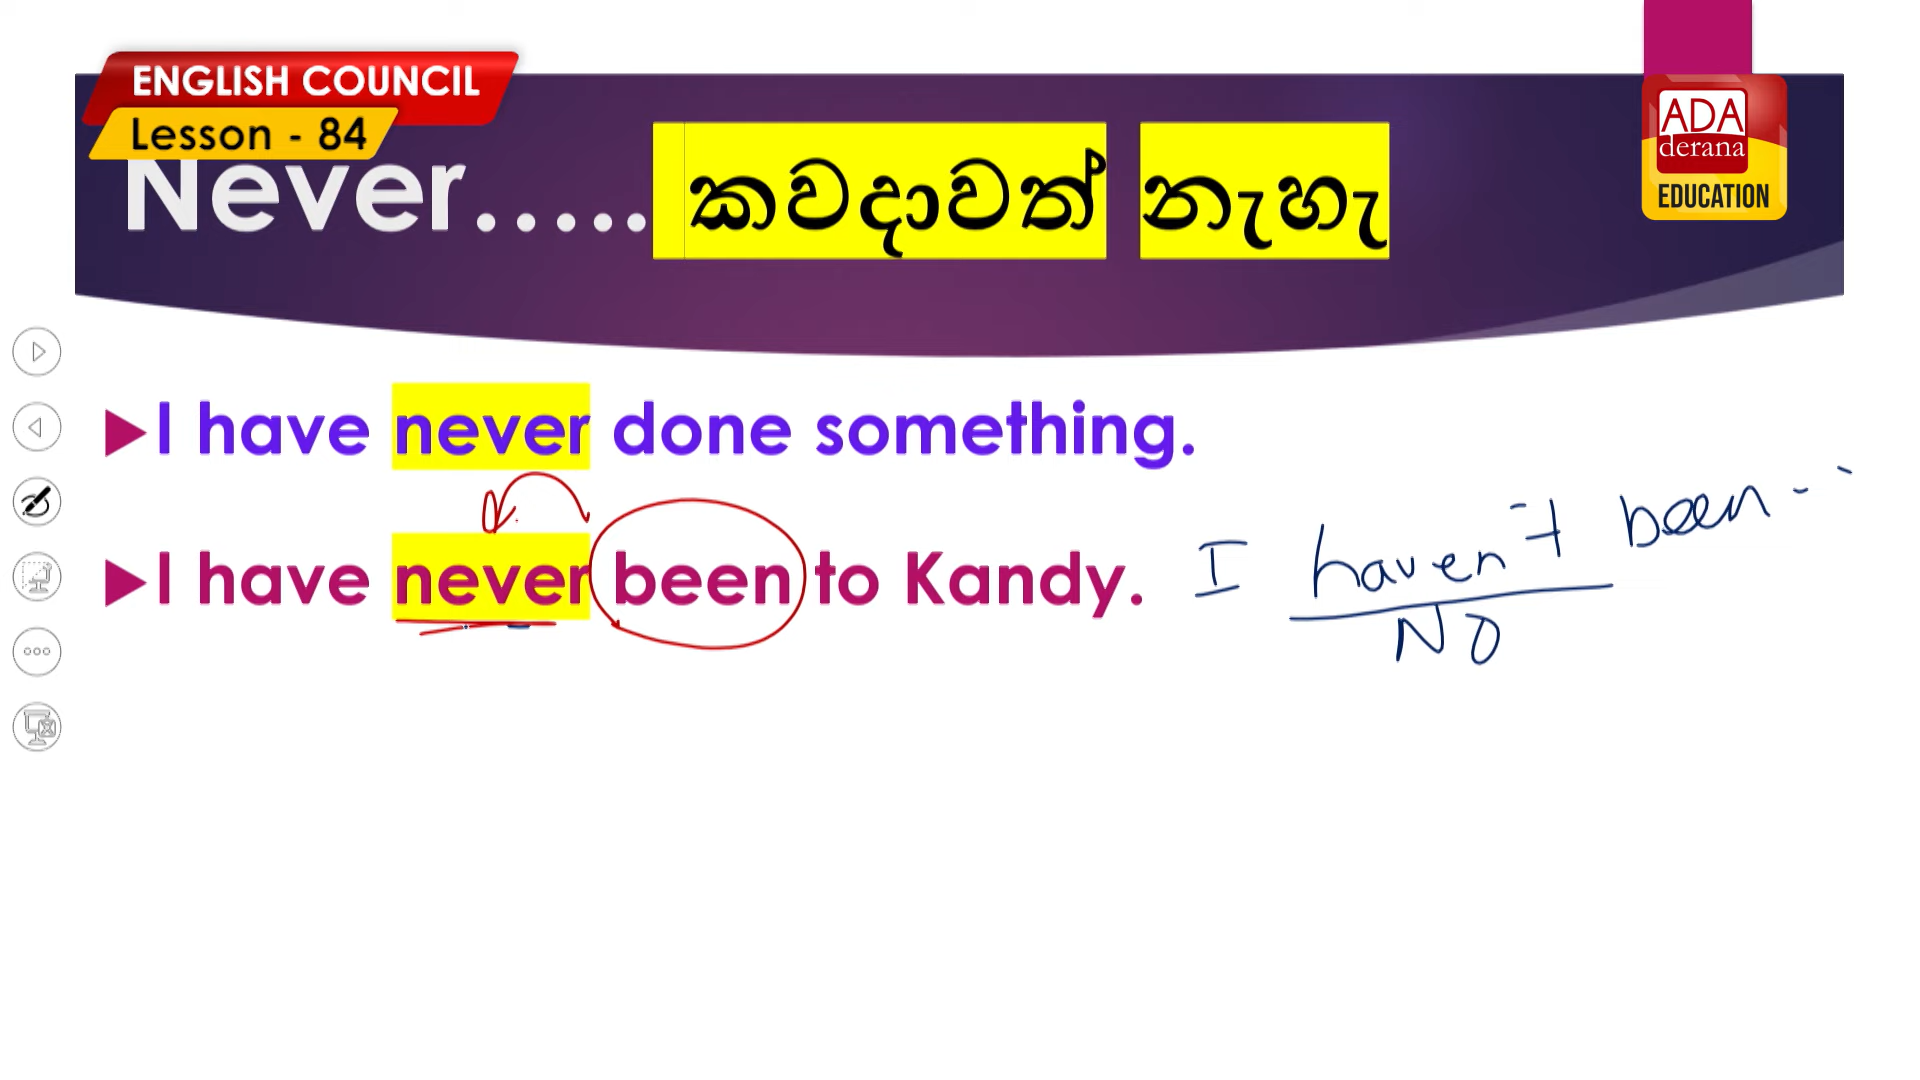 ENGLISH COUNCIL
Lesson - 84
ADA
derana
EDUCATION
Never..... කවදාවත් නැහැ
I have never done something.
I have never been to Kandy.
I haven't been - -
NO